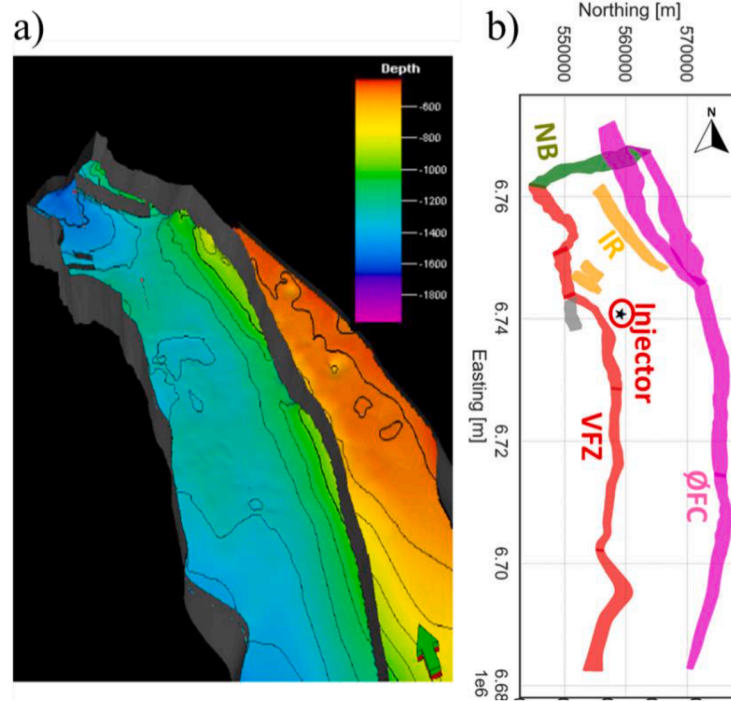 a)
Depth
-600
-800
-1000
-1200
-1400
-1600
-1800
b)
Northing [m]
550000
560000
570000
N
NB
6.76
IR
Injector
6.74
Easting [m]
VFZ
6.72
ØFC
6.70
6.68
1e6